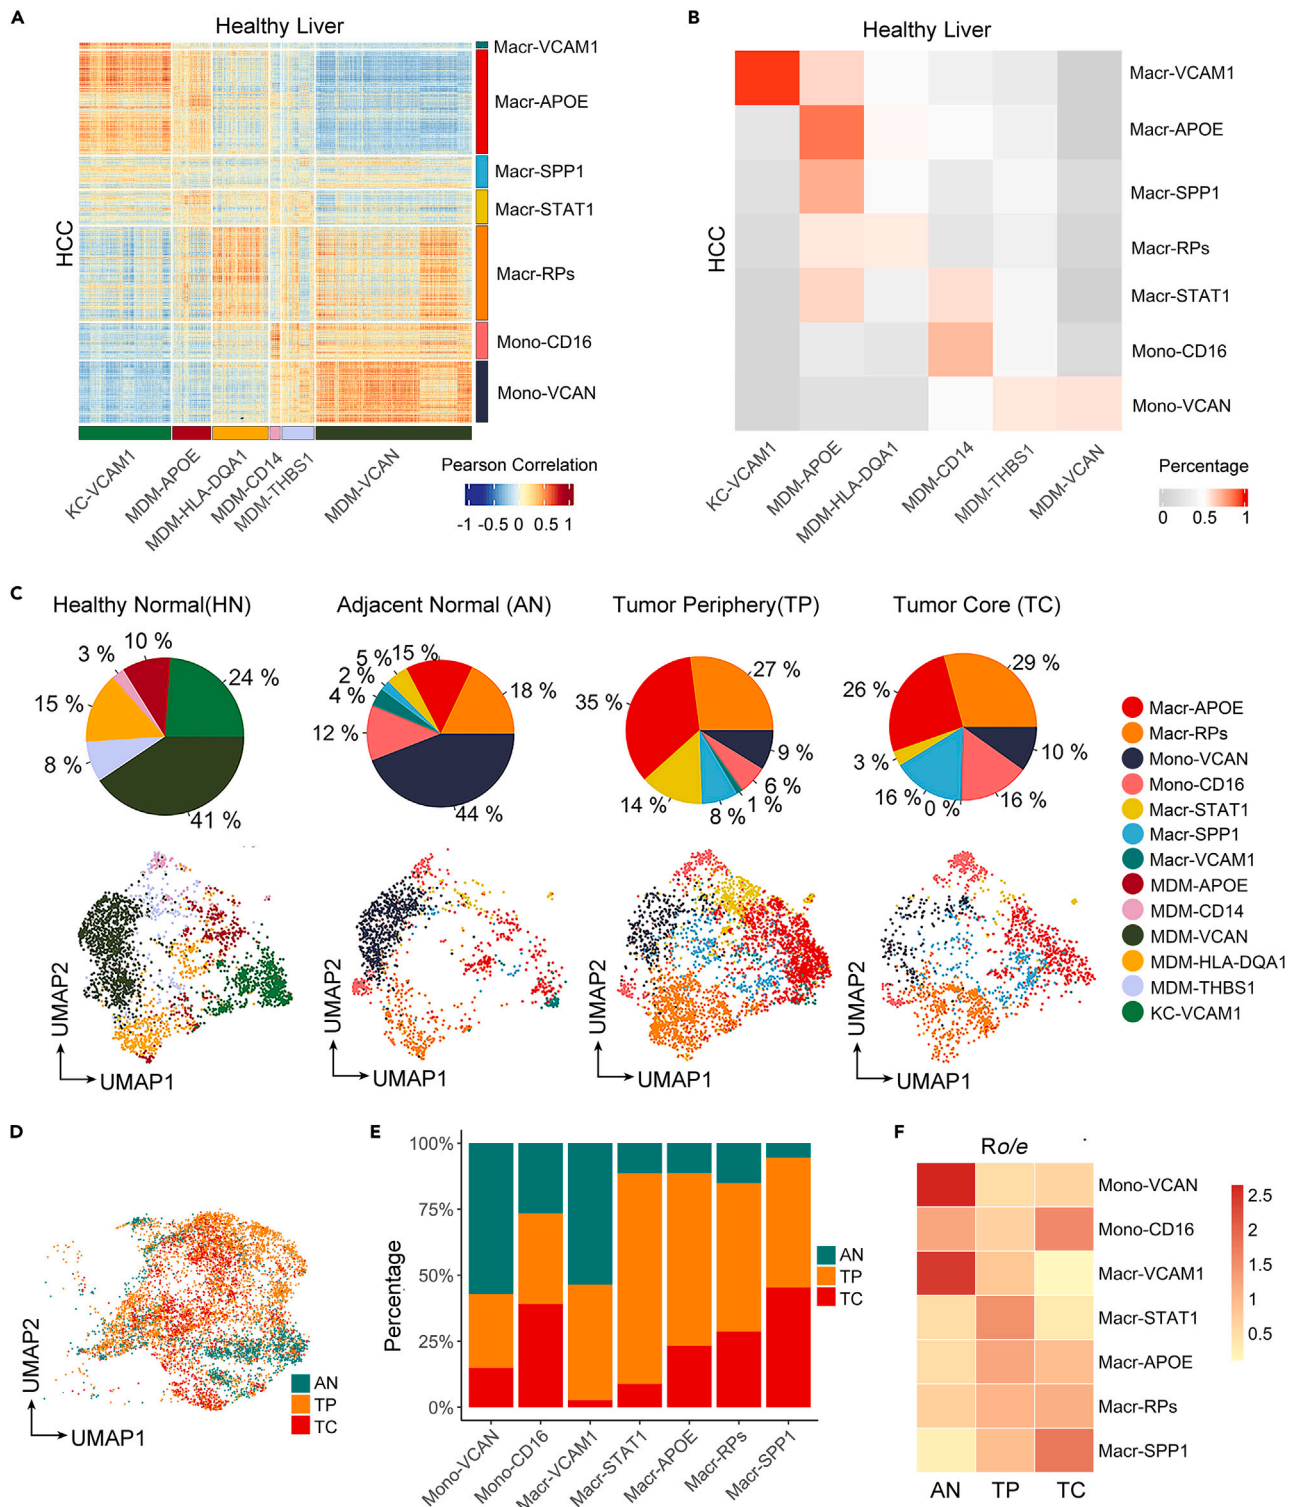 A
Healthy Liver
HCC
Macr-VCAM1
Macr-APOE
Macr-SPP1
Macr-STAT1
Macr-RPs
Mono-CD16
Mono-VCAN
KC-VCAM1
MDM-APOE
MDM-HLA-DQA1
MDM-CD14
MDM-THBS1
MDM-VCAN
Pearson Correlation
-1 -0.5 0 0.5 1
B
Healthy Liver
HCC
Macr-VCAM1
Macr-APOE
Macr-SPP1
Macr-RPs
Macr-STAT1
Mono-CD16
Mono-VCAN
KC-VCAM1
MDM-APOE
MDM-HLA-DQA1
MDM-CD14
MDM-THBS1
MDM-VCAN
Percentage
0 0.5 1
C
Healthy Normal(HN)
3 %
10 %
24 %
15 %
8 %
41 %
UMAP2
UMAP1
Adjacent Normal (AN)
5 %
15 %
2 %
4 %
18 %
12 %
44 %
UMAP2
UMAP1
Tumor Periphery(TP)
27 %
35 %
9 %
6 %
1 %
14 %
8 %
UMAP2
UMAP1
Tumor Core (TC)
29 %
26 %
3 %
10 %
16 %
0 %
16 %
UMAP2
UMAP1
Macr-APOE
Macr-RPs
Mono-VCAN
Mono-CD16
Macr-STAT1
Macr-SPP1
Macr-VCAM1
MDM-APOE
MDM-CD14
MDM-VCAN
MDM-HLA-DQA1
MDM-THBS1
KC-VCAM1
D
UMAP2
UMAP1
AN
TP
TC
E
Percentage
100%
75%
50%
25%
0%
Mono-VCAN
Mono-CD16
Macr-VCAM1
Macr-STAT1
Macr-APOE
Macr-RPs
Macr-SPP1
AN
TP
TC
F
Ro/e
Mono-VCAN
Mono-CD16
Macr-VCAM1
Macr-STAT1
Macr-APOE
Macr-RPs
Macr-SPP1
AN TP TC
2.5
2
1.5
1
0.5